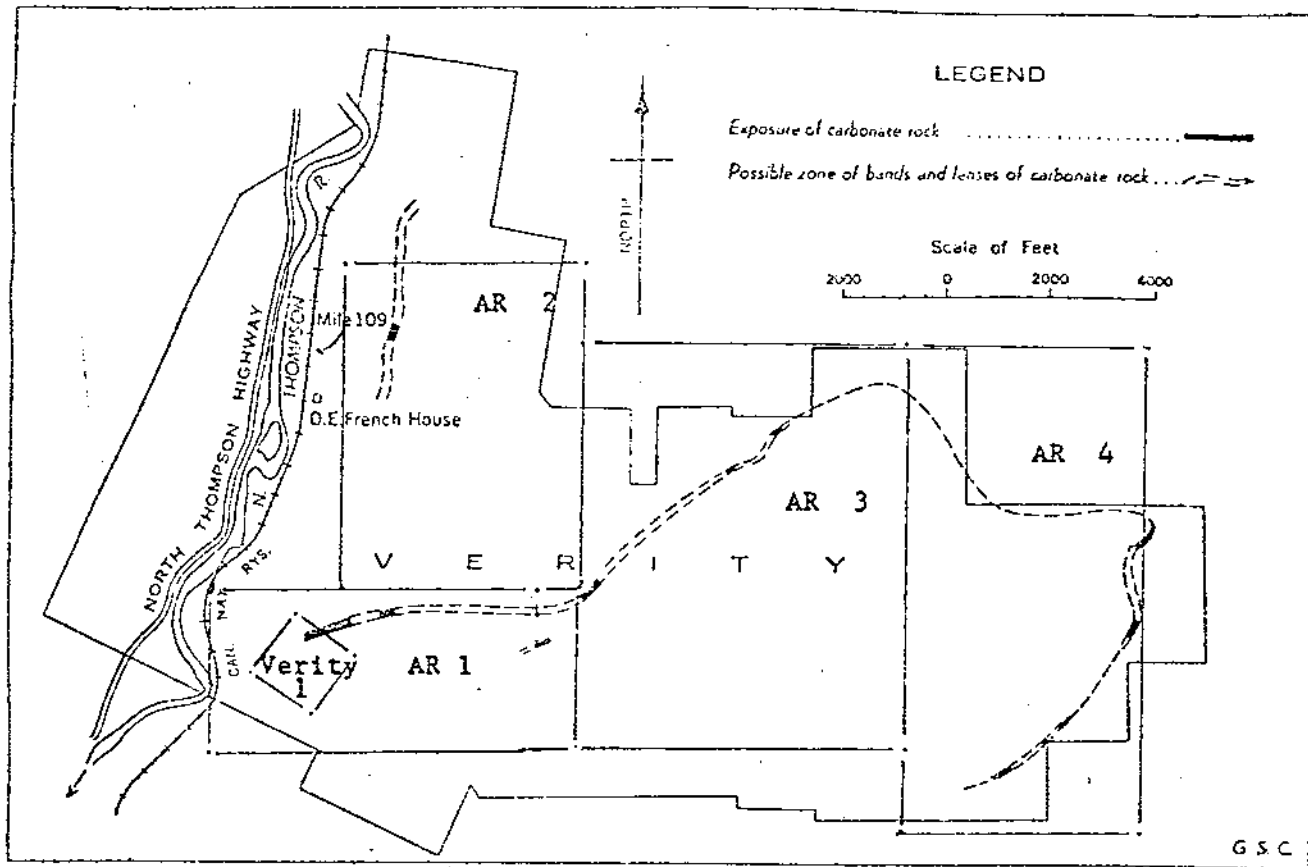 LEGEND
Exposure of carbonate rock
Possible zone of bands and lenses of carbonate rock
Scale of Feet
2000 0 2000 4000
NORTH
R.
THOMPSON
N.
NORTH THOMPSON HIGHWAY
AR 2
Mile 109
D.E. French House
AR 4
AR 3
VERITY
CAN. NAT. RYS.
Verity
1
AR 1
G S C